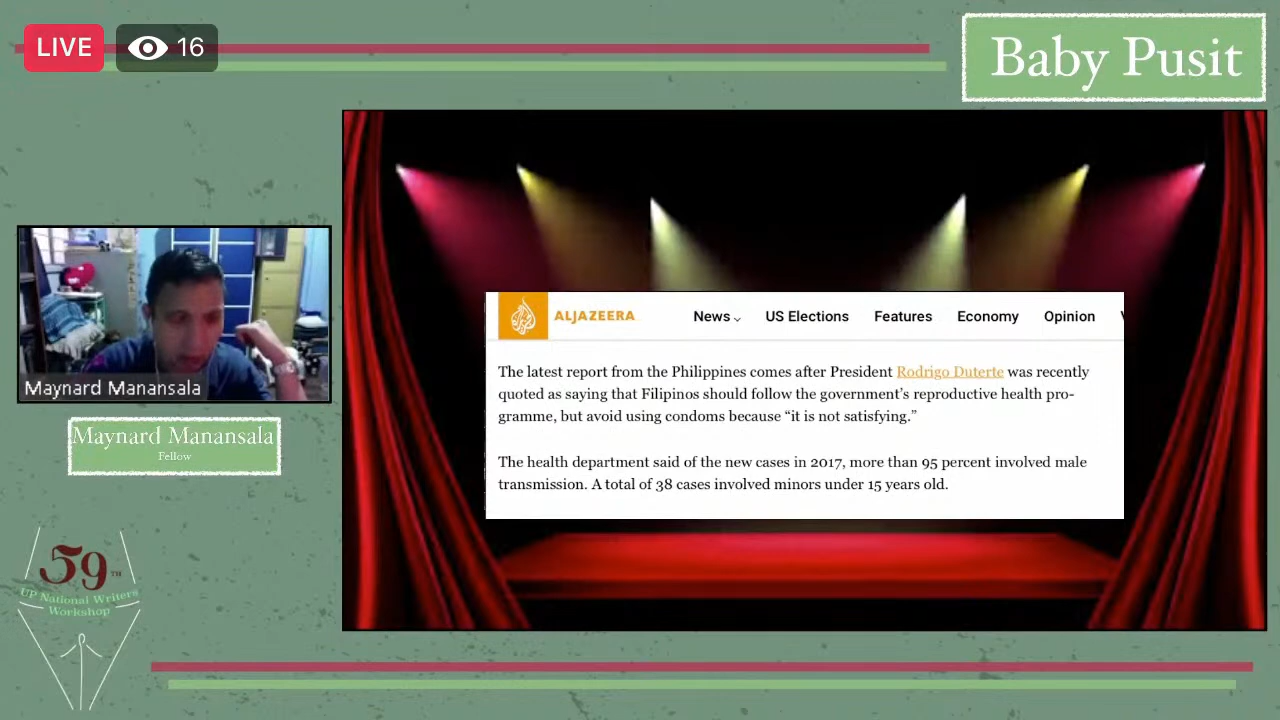 LIVE
16
Baby Pusit
Maynard Manansala
Maynard Manansala
Fellow
ALJAZEERA
News
US Elections
Features
Economy
Opinion
The latest report from the Philippines comes after President Rodrigo Duterte was recently
quoted as saying that Filipinos should follow the government’s reproductive health pro-
gramme, but avoid using condoms because “it is not satisfying.”
The health department said of the new cases in 2017, more than 95 percent involved male
transmission. A total of 38 cases involved minors under 15 years old.
59TH
UP National Writers
Workshop